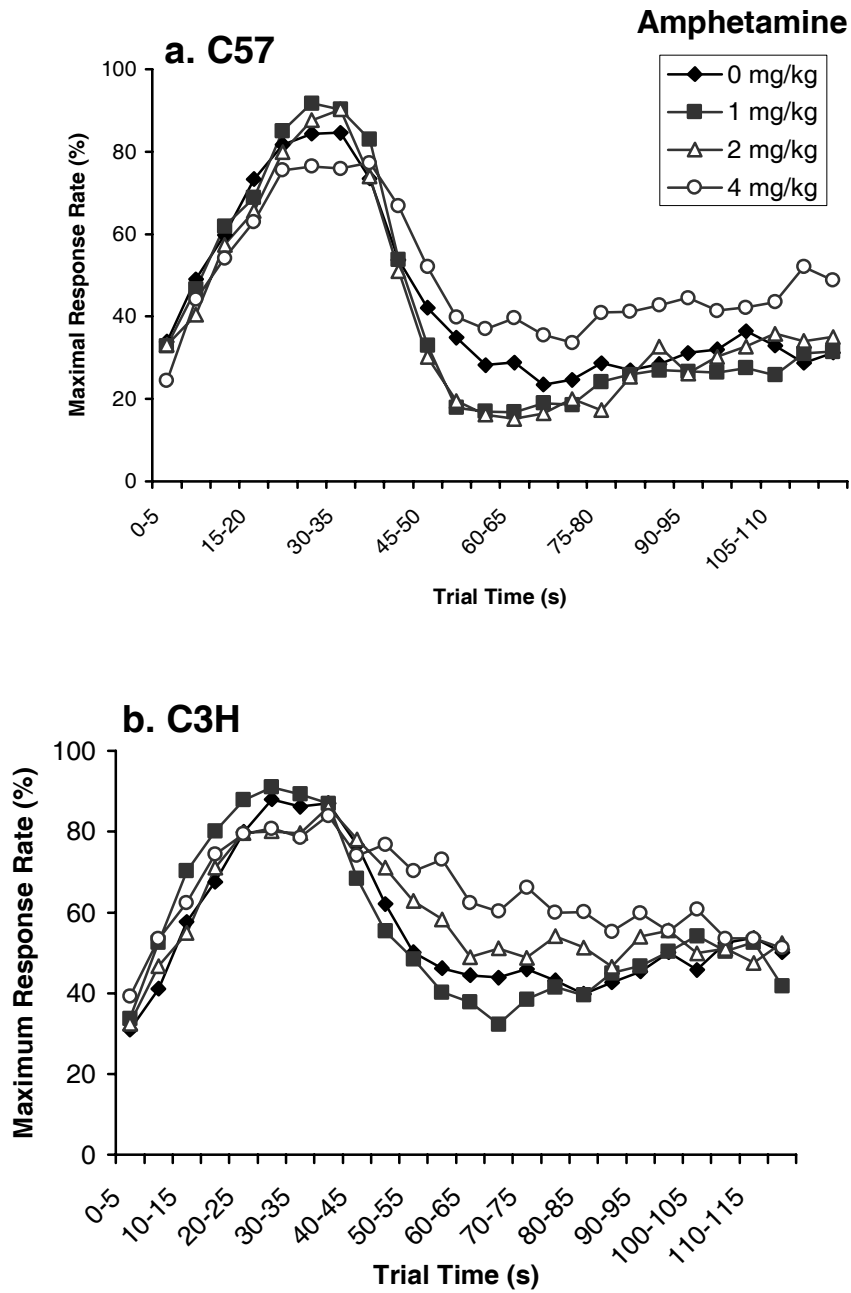 Amphetamine
a. C57
0 mg/kg
1 mg/kg
2 mg/kg
4 mg/kg
Maximal Response Rate (%)
100
80
60
40
20
0
0-5
15-20
30-35
45-50
60-65
75-80
90-95
105-110
Trial Time (s)
b. C3H
Maximum Response Rate (%)
100
80
60
40
20
0
0-5
10-15
20-25
30-35
40-45
50-55
60-65
70-75
80-85
90-95
100-105
110-115
Trial Time (s)